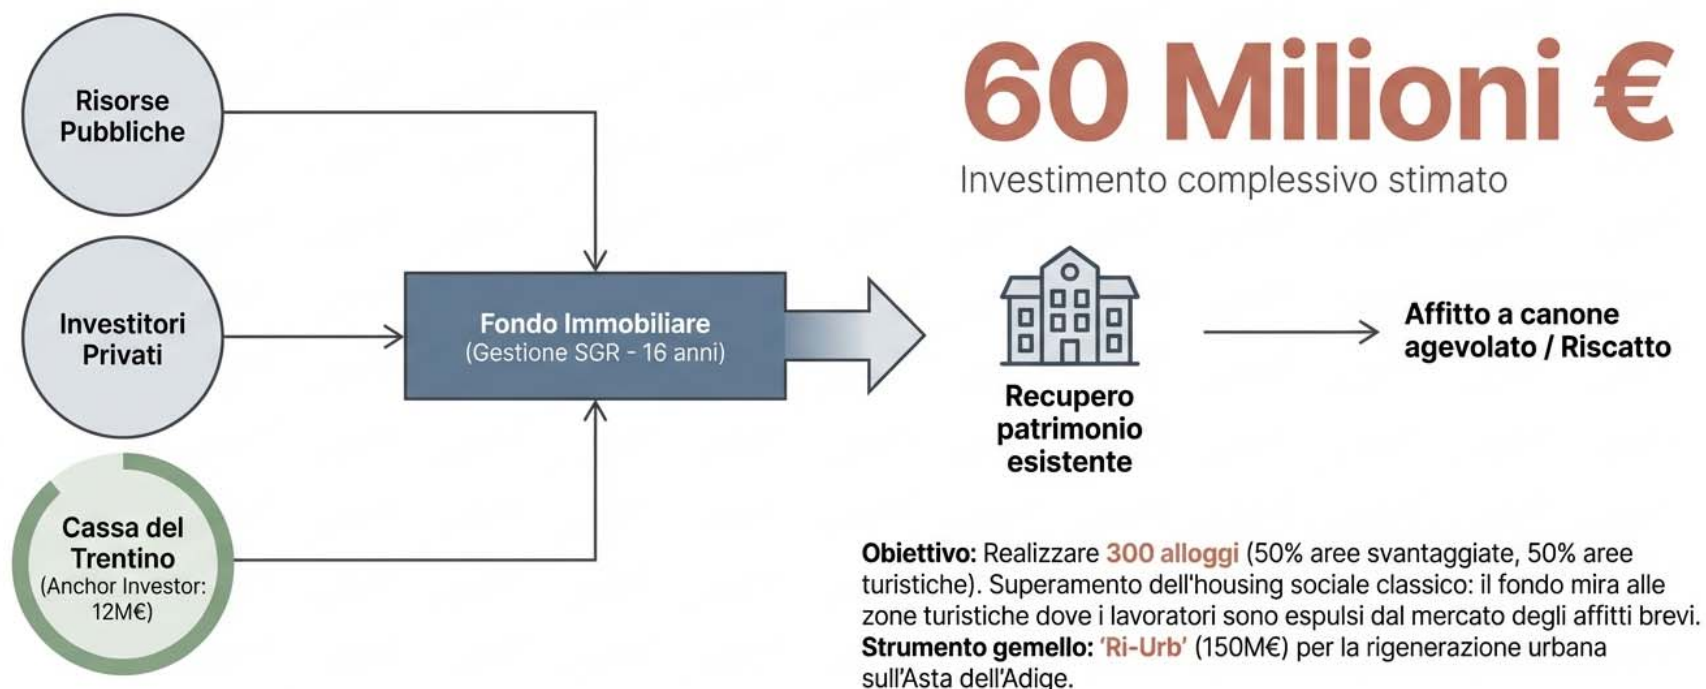 Risorse
Pubbliche
Investitori
Privati
Cassa del
Trentino
(Anchor Investor:
12M€)
Fondo Immobiliare
(Gestione SGR - 16 anni)
60 Milioni €
Investimento complessivo stimato
Recupero
patrimonio
esistente
Affitto a canone
agevolato / Riscatto
Obiettivo: Realizzare 300 alloggi (50% aree svantaggiate, 50% aree
turistiche). Superamento dell'housing sociale classico: il fondo mira alle
zone turistiche dove i lavoratori sono espulsi dal mercato degli affitti brevi.
Strumento gemello: 'Ri-Urb' (150M€) per la rigenerazione urbana
sull'Asta dell'Adige.